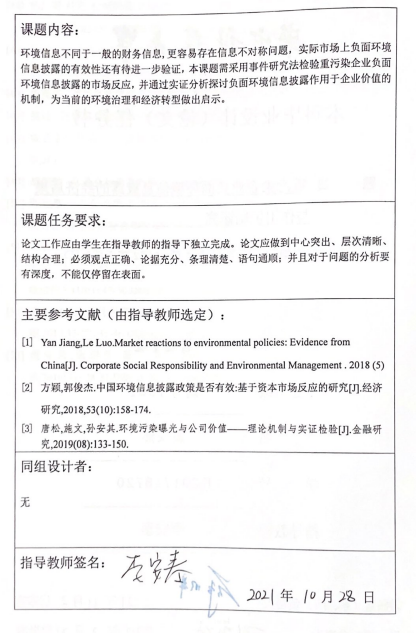 课题内容：
环境信息不同于一般的财务信息，更容易存在信息不对称问题，实际市场上负面环境
信息披露的有效性还有待进一步验证，本课题需采用事件研究法检验重污染企业负面
环境信息披露的市场反应，并通过实证分析探讨负面环境信息披露作用于企业价值的
机制，为当前的环境治理和经济转型做出启示。
课题任务要求：
论文工作应由学生在指导教师的指导下独立完成。论文应做到中心突出、层次清晰、
结构合理；必须观点正确、论据充分、条理清楚、语句通顺；并且对于问题的分析要
有深度，不能仅停留在表面。
主要参考文献（由指导教师选定）：
[1] Yan Jiang,Le Luo.Market reactions to environmental policies: Evidence from
China[J]. Corporate Social Responsibility and Environmental Management . 2018 (5)
[2] 方颖,郭俊杰.中国环境信息披露政策是否有效:基于资本市场反应的研究[J].经济
研究,2018,53(10):158-174.
[3] 唐松,施文,孙安其.环境污染曝光与公司价值——理论机制与实证检验[J].金融研
究,2019(08):133-150.
同组设计者：
无
指导教师签名：
2021 年 10 月 28 日